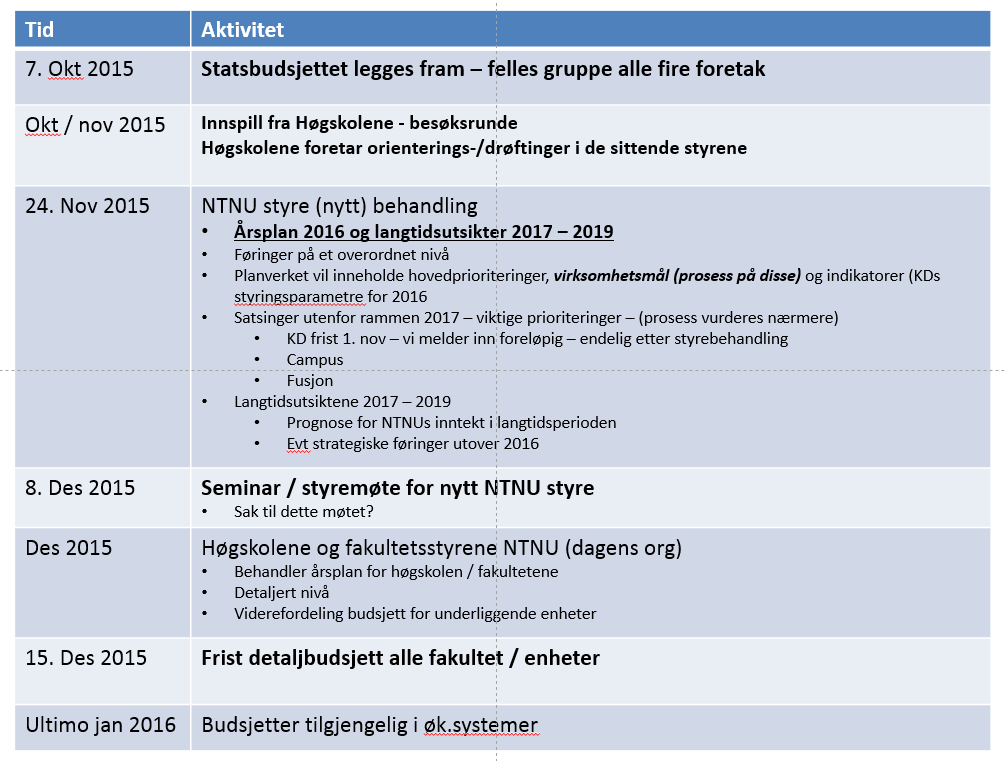 Tid Aktivitet
7. Okt 2015 Statsbudsjettet legges fram – felles gruppe alle fire foretak
Okt / nov 2015 Innspill fra Høgskolene - besøksrunde
Høgskolene foretar orienterings-/drøftinger i de sittende styrene
24. Nov 2015 NTNU styre (nytt) behandling
• Årsplan 2016 og langtidsutsikter 2017 – 2019
• Føringer på et overordnet nivå
• Planverket vil inneholde hovedprioriteringer, virksomhetsmål (prosess på disse) og indikatorer (KDs
styringsparametre for 2016
• Satsinger utenfor rammen 2017 – viktige prioriteringer – (prosess vurderes nærmere)
• KD frist 1. nov – vi melder inn foreløpig – endelig etter styrebehandling
• Campus
• Fusjon
• Langtidsutsiktene 2017 – 2019
• Prognose for NTNUs inntekt i langtidsperioden
• Evt strategiske føringer utover 2016
8. Des 2015 Seminar / styremøte for nytt NTNU styre
• Sak til dette møtet?
Des 2015 Høgskolene og fakultetsstyrene NTNU (dagens org)
• Behandler årsplan for høgskolen / fakultetene
• Detaljert nivå
• Viderefordeling budsjett for underliggende enheter
15. Des 2015 Frist detaljbudsjett alle fakultet / enheter
Ultimo jan 2016 Budsjetter tilgjengelig i øk.systemer